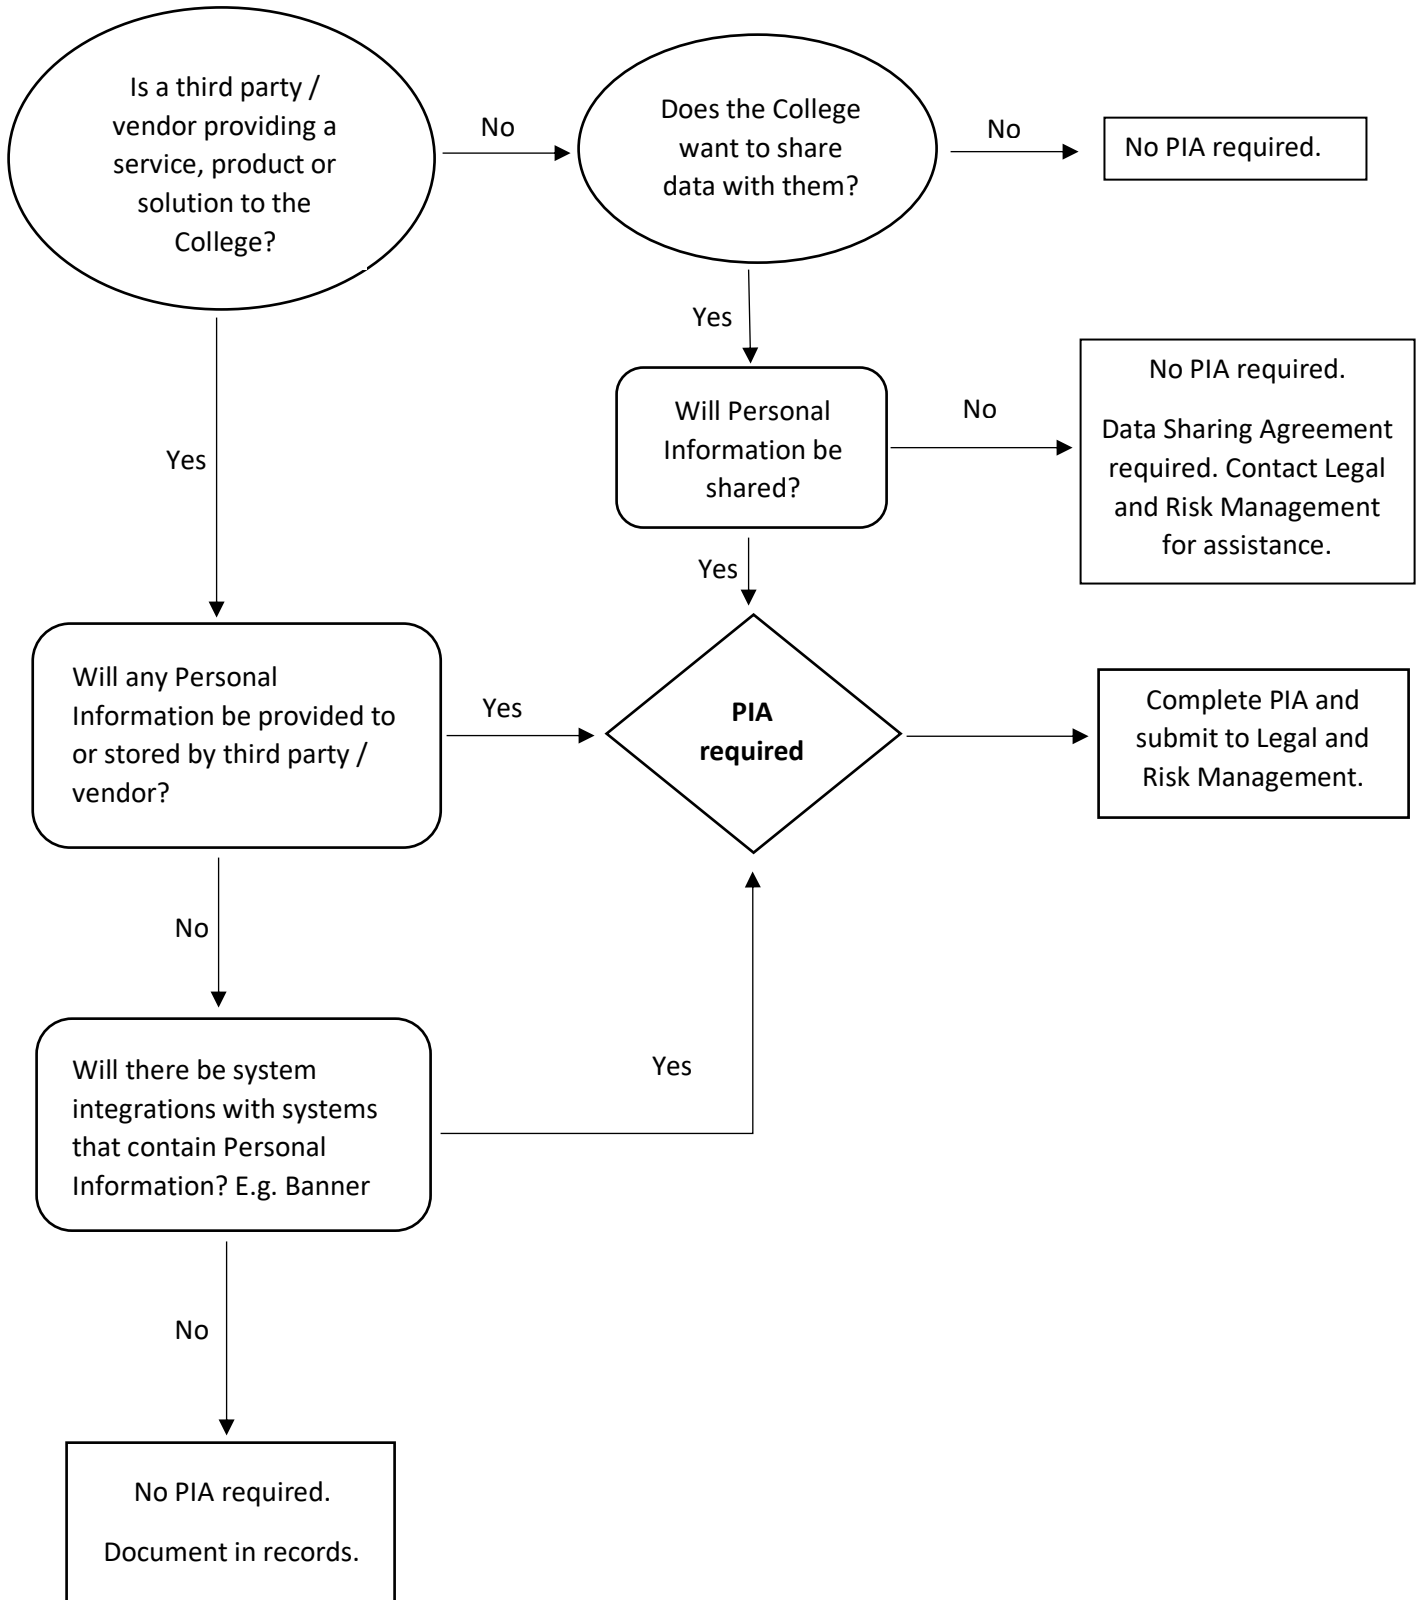 Is a third party /
vendor providing a
service, product or
solution to the
College?
No
Does the College
want to share
data with them?
No
No PIA required.
Yes
Yes
Will Personal
Information be
shared?
No
No PIA required.
Data Sharing Agreement
required. Contact Legal
and Risk Management
for assistance.
Yes
Will any Personal
Information be provided to
or stored by third party /
vendor?
Yes
PIA
required
Complete PIA and
submit to Legal and
Risk Management.
No
Will there be system
integrations with systems
that contain Personal
Information? E.g. Banner
Yes
No
No PIA required.
Document in records.